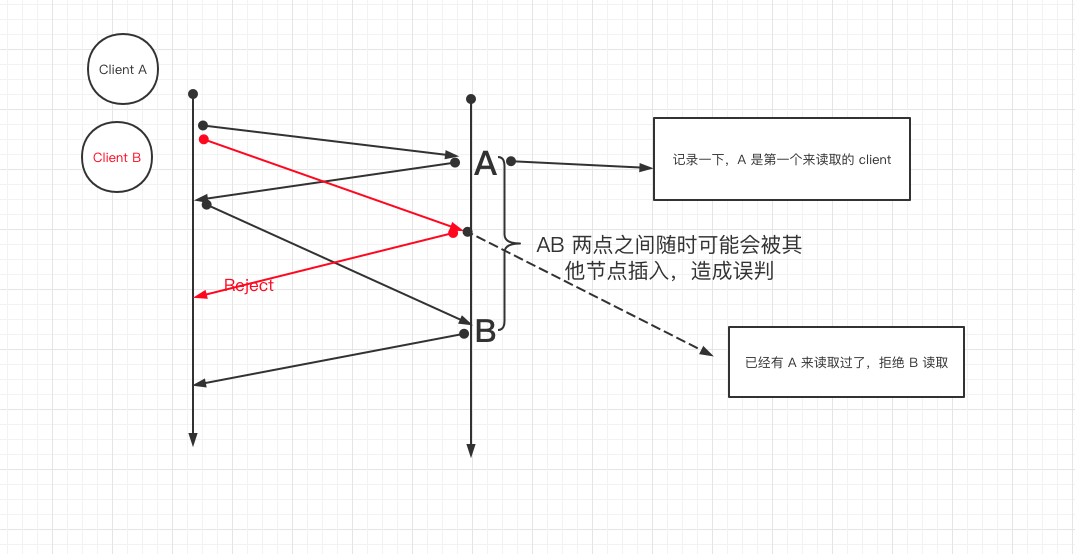 Client A
Client B
A
记录一下，A 是第一个来读取的 client
AB 两点之间随时可能会被其
他节点插入，造成误判
Reject
B
已经有 A 来读取过了，拒绝 B 读取